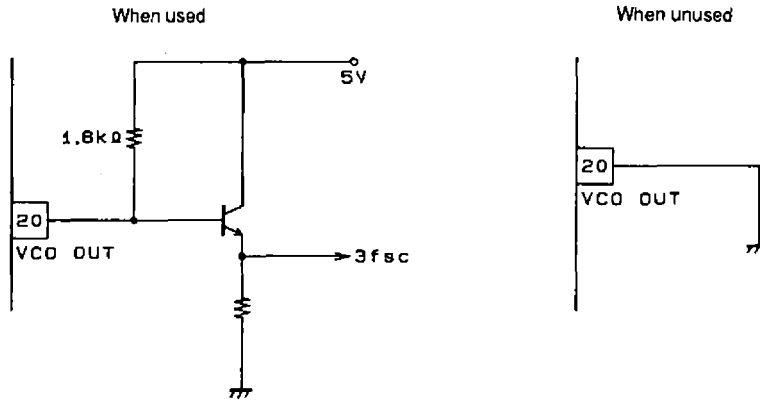 When used
When unused
5V
1.8kΩ
20
VCO OUT
3fsc
20
VCO OUT